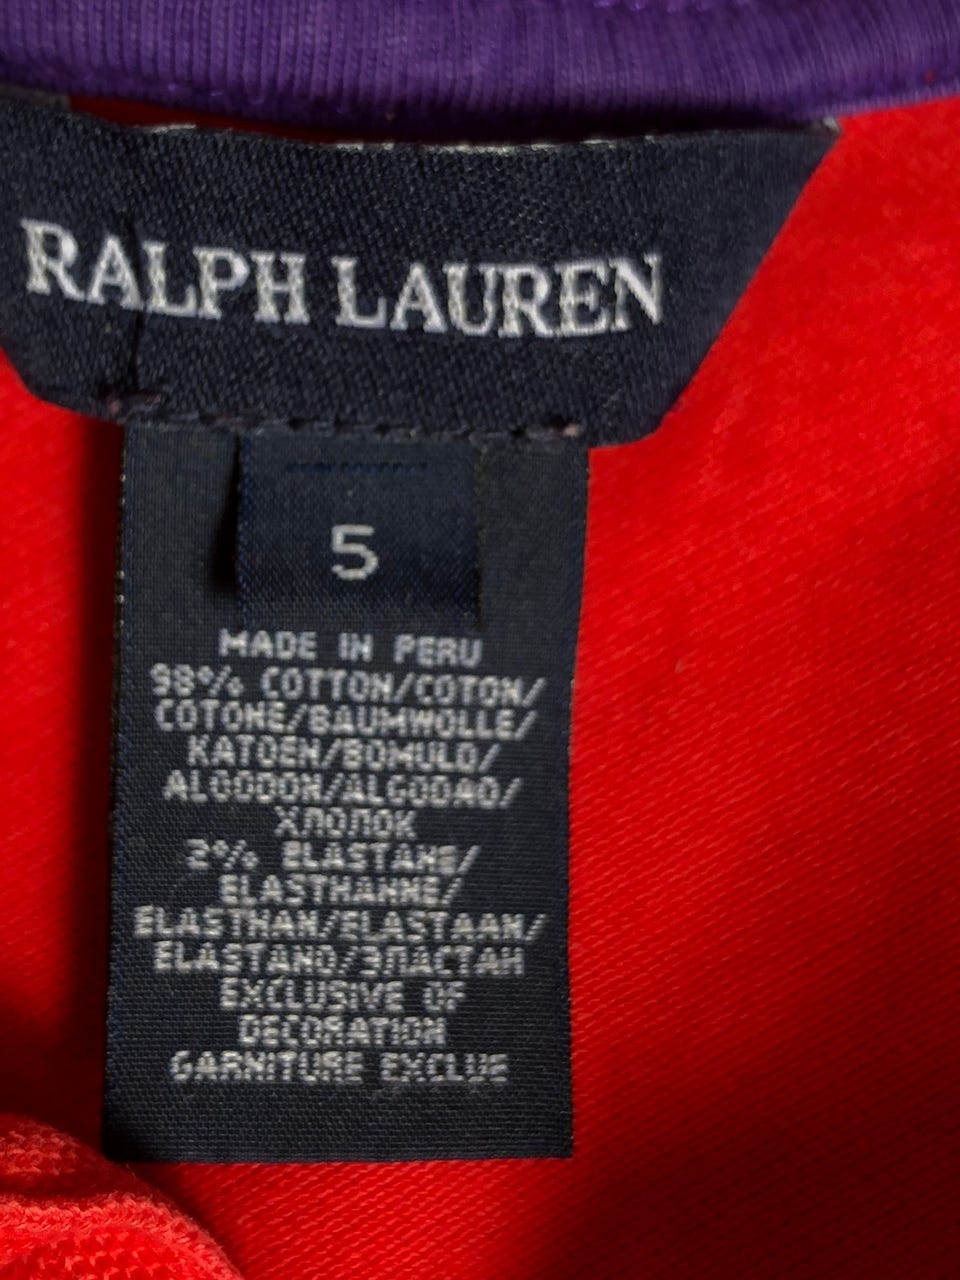 RALPH LAUREN
5
MADE IN PERU
98% COTTON/COTON/
COTONE/BAUMWOLLE/
KATOEN/BOMULD/
ALGODON/ALGODAO/
ХЛОПОК
2% ELASTANE/
ELASTHANNE/
ELASTHAN/ELASTAAN/
ELASTANO/ЭЛАСТАН
EXCLUSIVE OF
DECORATION
GARNITURE EXCLUE